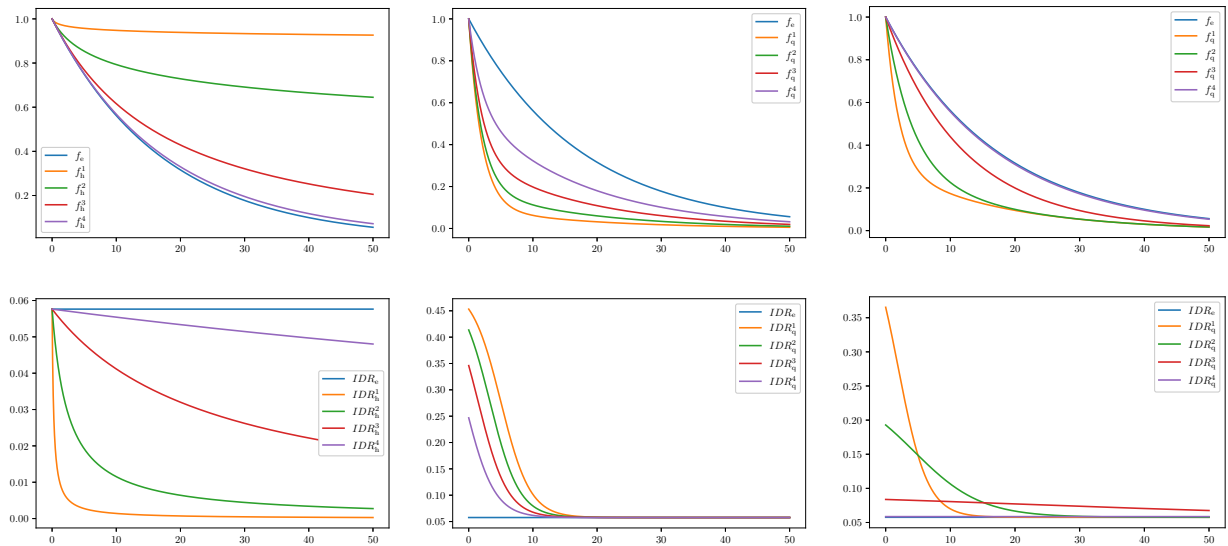 1.0
0.8
0.6
0.4
0.2
0 10 20 30 40 50
f_e
f_h^1
f_h^2
f_h^3
f_h^4
1.0
0.8
0.6
0.4
0.2
0.0
0 10 20 30 40 50
f_e
f_q^1
f_q^2
f_q^3
f_q^4
1.0
0.8
0.6
0.4
0.2
0.0
0 10 20 30 40 50
f_e
f_q^1
f_q^2
f_q^3
f_q^4
0.06
0.05
0.04
0.03
0.02
0.01
0.00
0 10 20 30 40 50
IDR_e
IDR_h^1
IDR_h^2
IDR_h^3
IDR_h^4
0.45
0.40
0.35
0.30
0.25
0.20
0.15
0.10
0.05
0 10 20 30 40 50
IDR_e
IDR_q^1
IDR_q^2
IDR_q^3
IDR_q^4
0.35
0.30
0.25
0.20
0.15
0.10
0.05
0 10 20 30 40 50
IDR_e
IDR_q^1
IDR_q^2
IDR_q^3
IDR_q^4